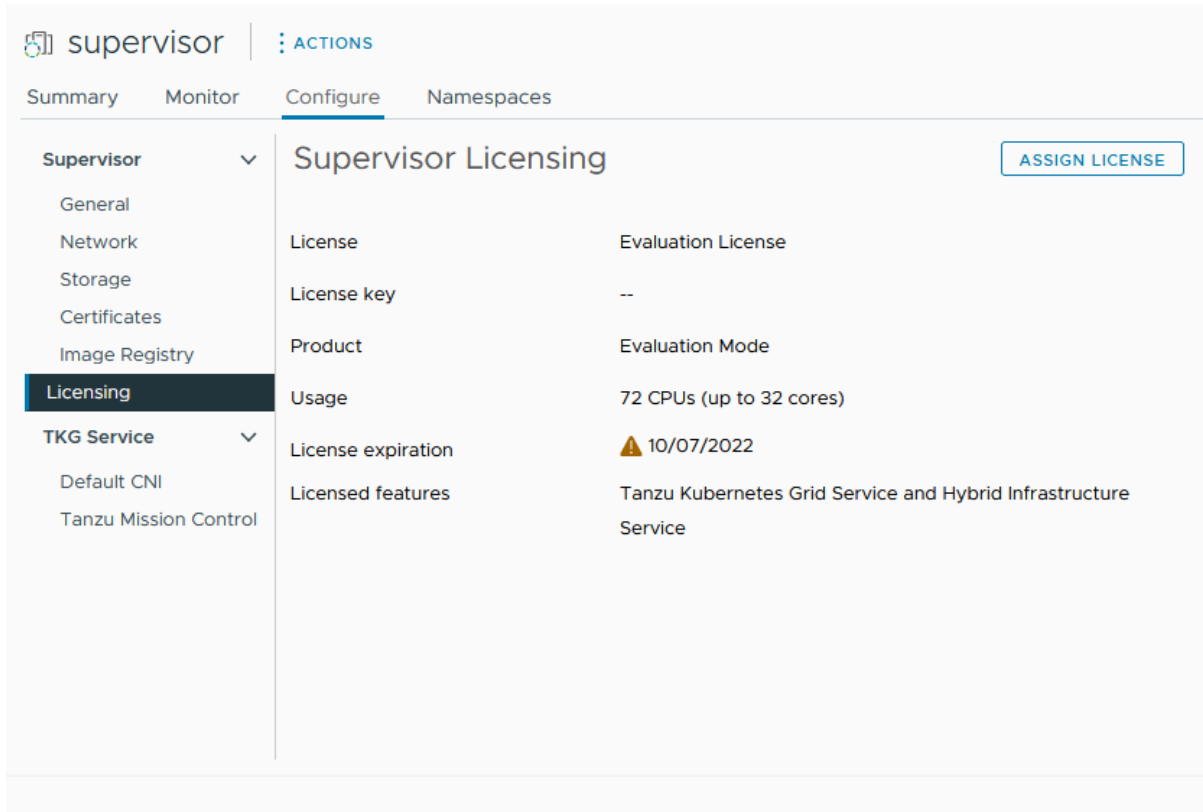 supervisor
ACTIONS
Summary Monitor Configure Namespaces
Supervisor
General
Network
Storage
Certificates
Image Registry
Licensing
TKG Service
Default CNI
Tanzu Mission Control
Supervisor Licensing
ASSIGN LICENSE
License Evaluation License
License key --
Product Evaluation Mode
Usage 72 CPUs (up to 32 cores)
License expiration 10/07/2022
Licensed features Tanzu Kubernetes Grid Service and Hybrid Infrastructure
Service